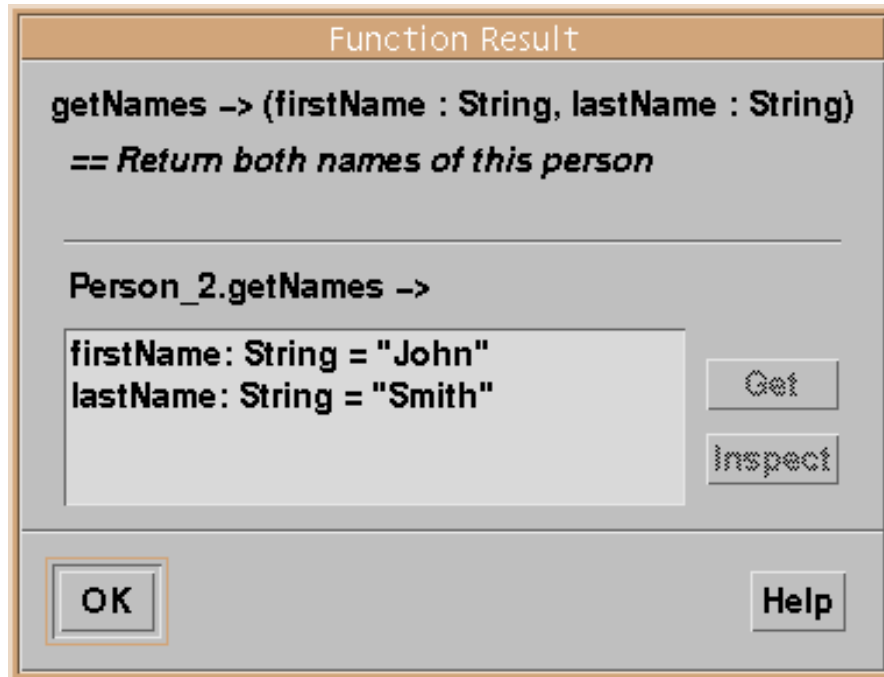 Function Result
getNames –> (firstName : String, lastName : String)
== Return both names of this person
Person_2.getNames –>
firstName: String = "John"
lastName: String = "Smith"
Get
Inspect
OK
Help